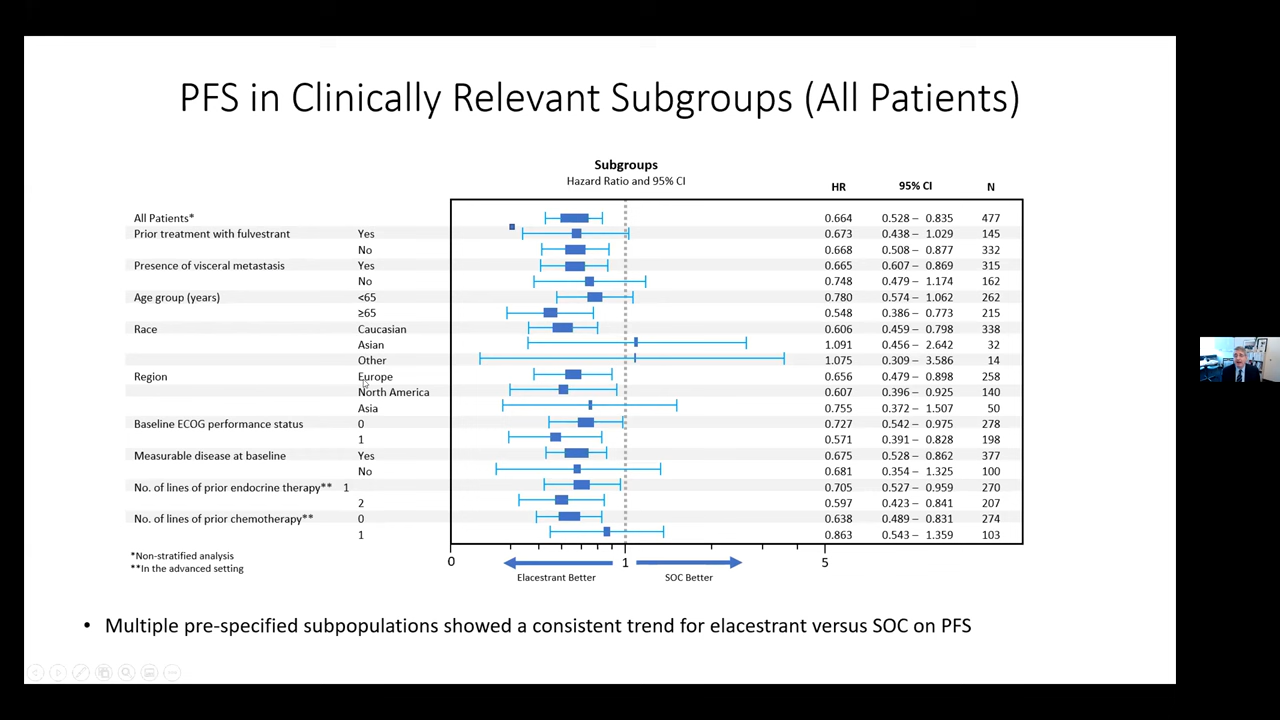 PFS in Clinically Relevant Subgroups (All Patients)
Subgroups
Hazard Ratio and 95% CI
HR 95% CI N
All Patients* 0.664 0.528 – 0.835 477
Prior treatment with fulvestrant Yes 0.673 0.438 – 1.029 145
No 0.668 0.508 – 0.877 332
Presence of visceral metastasis Yes 0.665 0.607 – 0.869 315
No 0.748 0.479 – 1.174 162
Age group (years) <65 0.780 0.574 – 1.062 262
≥65 0.548 0.386 – 0.773 215
Race Caucasian 0.606 0.459 – 0.798 338
Asian 1.091 0.456 – 2.642 32
Other 1.075 0.309 – 3.586 14
Region Europe 0.656 0.479 – 0.898 258
North America 0.607 0.396 – 0.925 140
Asia 0.755 0.372 – 1.507 50
Baseline ECOG performance status 0 0.727 0.542 – 0.975 278
1 0.571 0.391 – 0.828 198
Measurable disease at baseline Yes 0.675 0.528 – 0.862 377
No 0.681 0.354 – 1.325 100
No. of lines of prior endocrine therapy** 1 0.705 0.527 – 0.959 270
2 0.597 0.423 – 0.841 207
No. of lines of prior chemotherapy** 0 0.638 0.489 – 0.831 274
1 0.863 0.543 – 1.359 103
*Non-stratified analysis
**In the advanced setting
0 1 5
Elacestrant Better SOC Better
• Multiple pre-specified subpopulations showed a consistent trend for elacestrant versus SOC on PFS